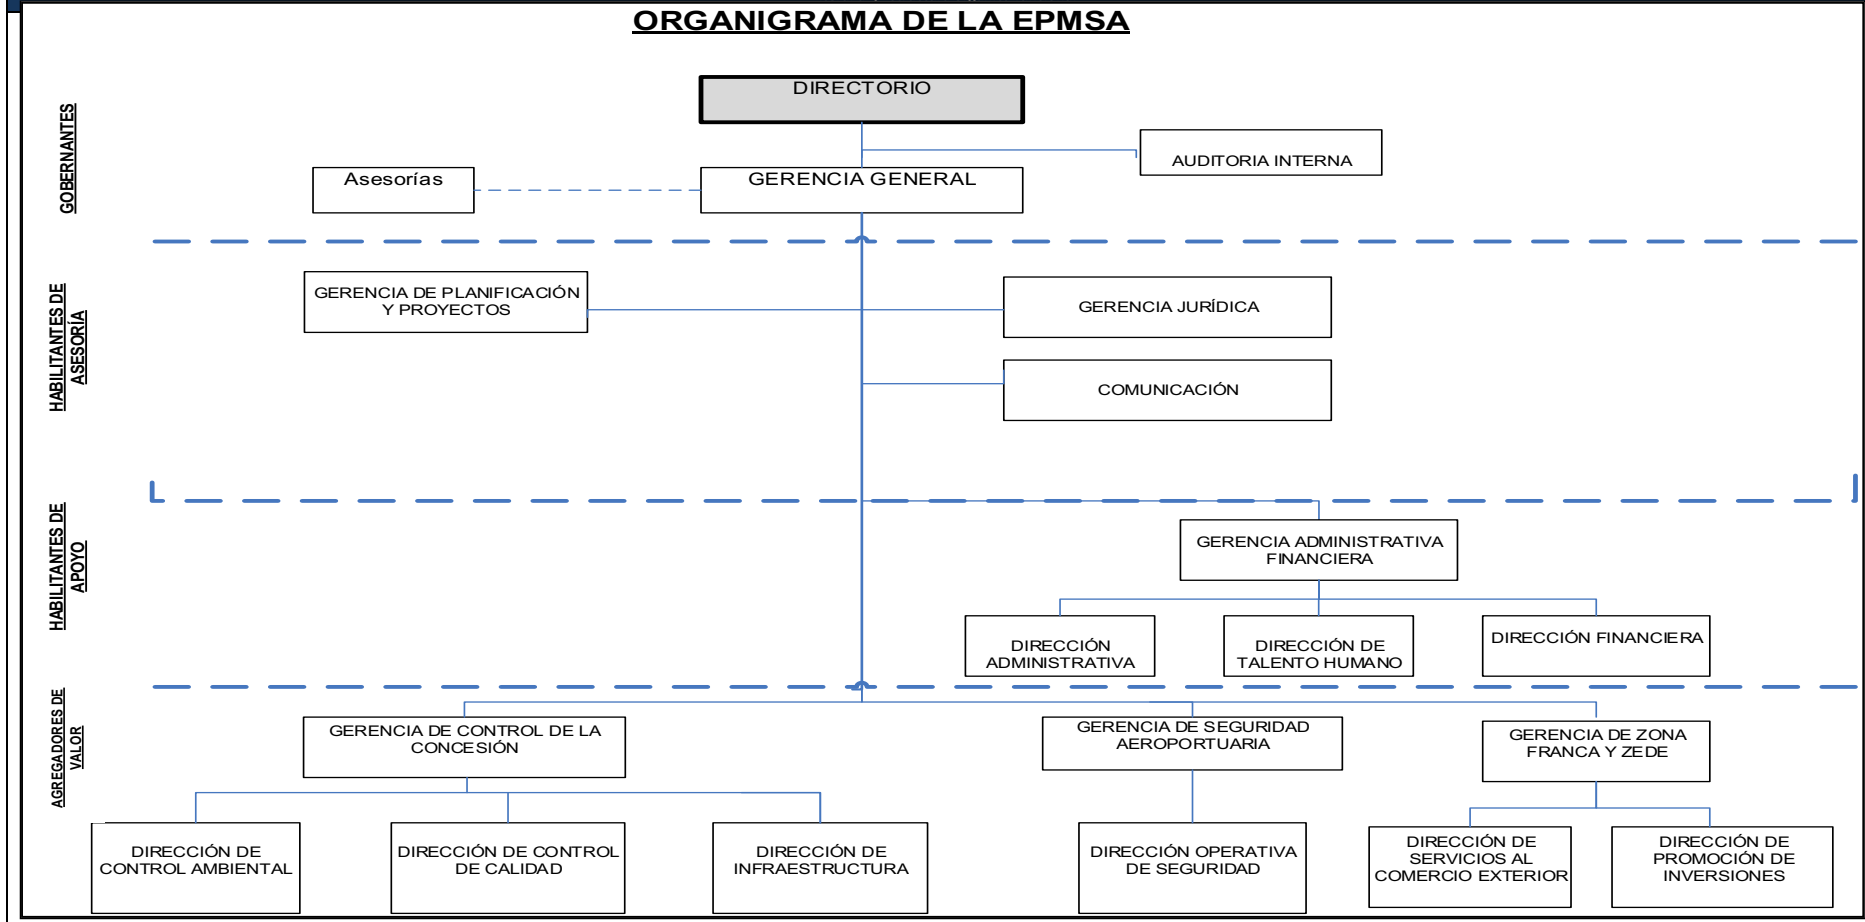 ORGANIGRAMA DE LA EPMSA
GOBERNANTES
DIRECTORIO
AUDITORIA INTERNA
Asesorías
GERENCIA GENERAL
HABILITANTES DE
ASESORÍA
GERENCIA DE PLANIFICACIÓN
Y PROYECTOS
GERENCIA JURÍDICA
COMUNICACIÓN
HABILITANTES DE
APOYO
GERENCIA ADMINISTRATIVA
FINANCIERA
DIRECCIÓN
ADMINISTRATIVA
DIRECCIÓN DE
TALENTO HUMANO
DIRECCIÓN FINANCIERA
AGREGADORES DE
VALOR
GERENCIA DE CONTROL DE LA
CONCESIÓN
GERENCIA DE SEGURIDAD
AEROPORTUARIA
GERENCIA DE ZONA
FRANCA Y ZEDE
DIRECCIÓN DE
CONTROL AMBIENTAL
DIRECCIÓN DE CONTROL
DE CALIDAD
DIRECCIÓN DE
INFRAESTRUCTURA
DIRECCIÓN OPERATIVA
DE SEGURIDAD
DIRECCIÓN DE
SERVICIOS AL
COMERCIO EXTERIOR
DIRECCIÓN DE
PROMOCIÓN DE
INVERSIONES